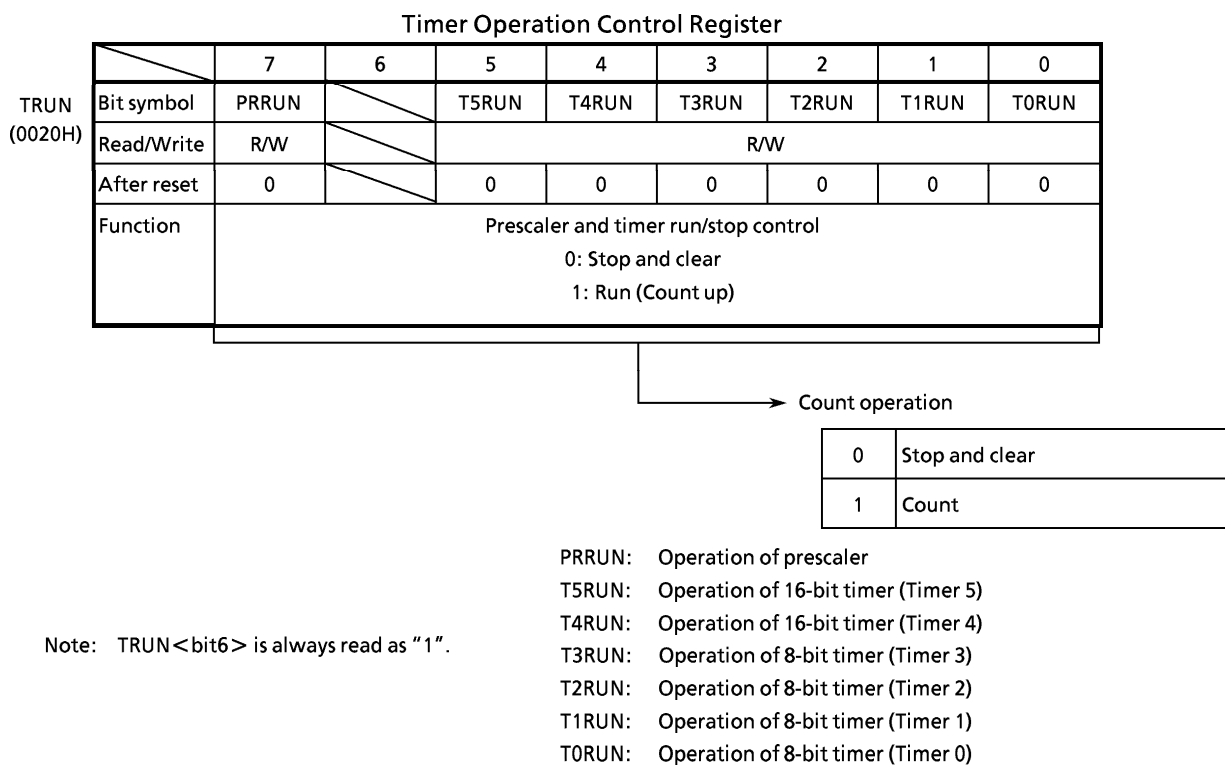 Timer Operation Control Register
7 6 5 4 3 2 1 0
TRUN
(0020H)
Bit symbol PRRUN T5RUN T4RUN T3RUN T2RUN T1RUN T0RUN
Read/Write R/W R/W
After reset 0 0 0 0 0 0 0
Function Prescaler and timer run/stop control
0: Stop and clear
1: Run (Count up)
Count operation
0 Stop and clear
1 Count
PRRUN: Operation of prescaler
T5RUN: Operation of 16-bit timer (Timer 5)
T4RUN: Operation of 16-bit timer (Timer 4)
Note: TRUN<bit6> is always read as "1".
T3RUN: Operation of 8-bit timer (Timer 3)
T2RUN: Operation of 8-bit timer (Timer 2)
T1RUN: Operation of 8-bit timer (Timer 1)
T0RUN: Operation of 8-bit timer (Timer 0)